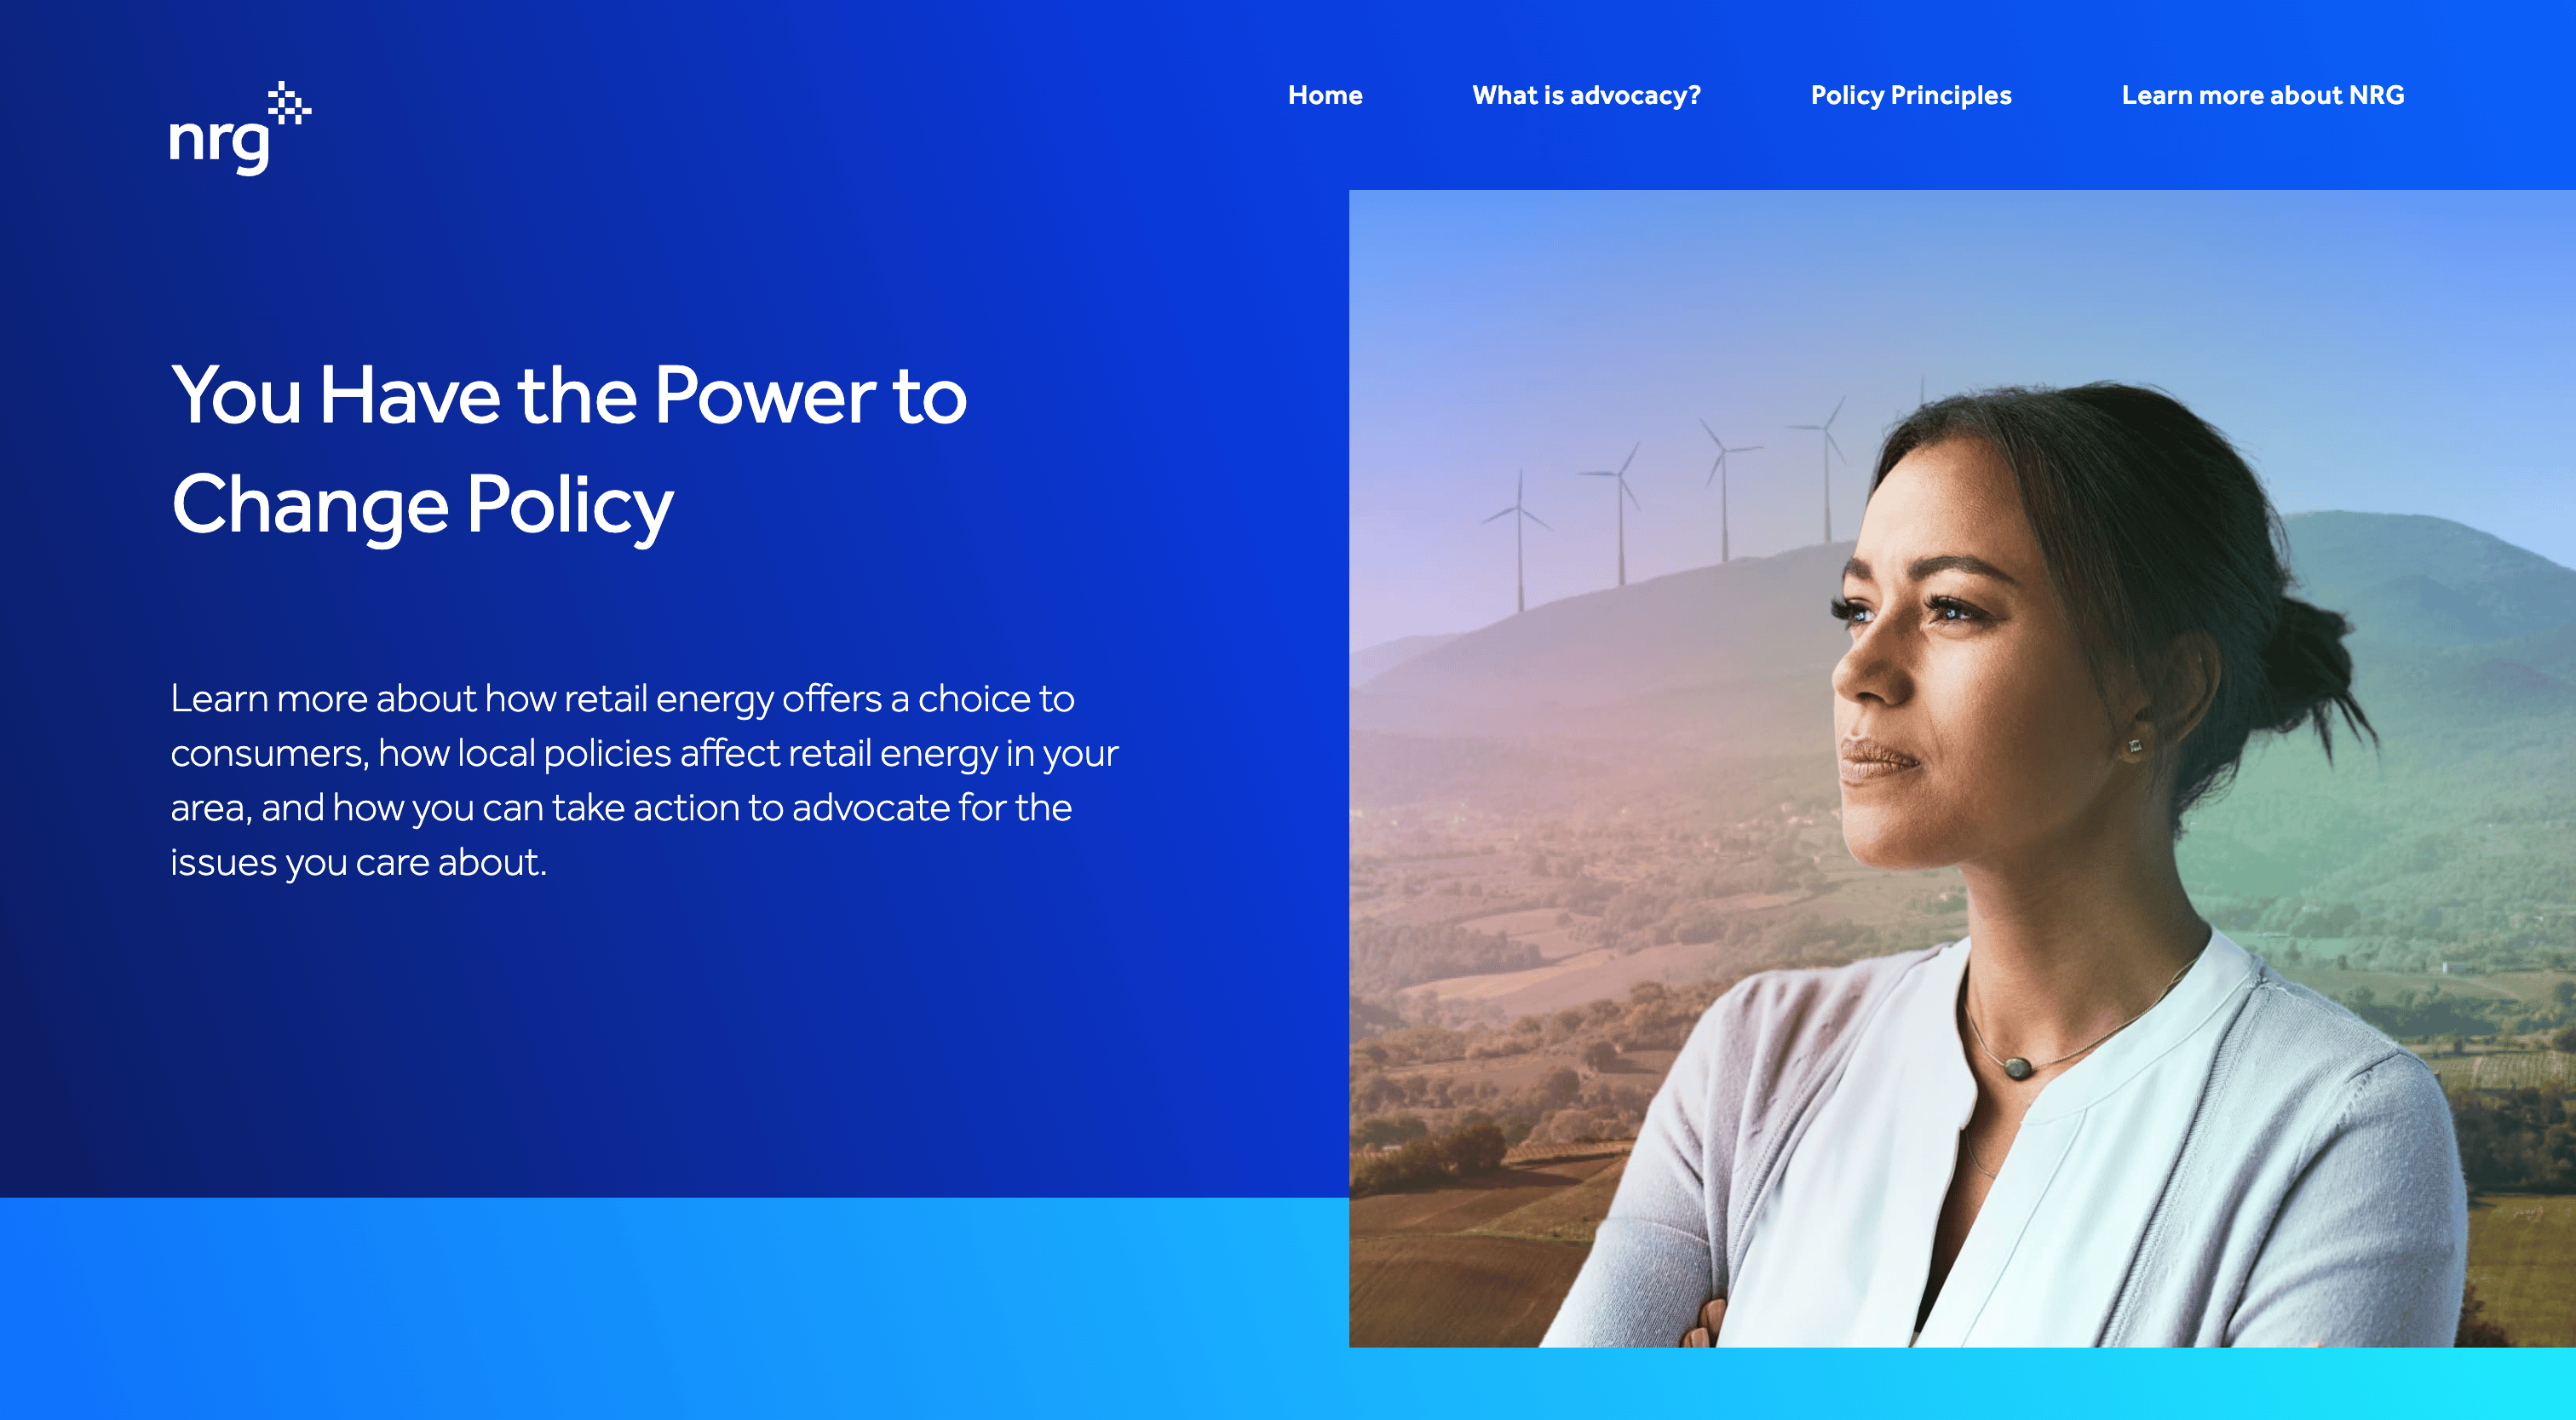 nrg
Home
What is advocacy?
Policy Principles
Learn more about NRG
You Have the Power to
Change Policy
Learn more about how retail energy offers a choice to
consumers, how local policies affect retail energy in your
area, and how you can take action to advocate for the
issues you care about.